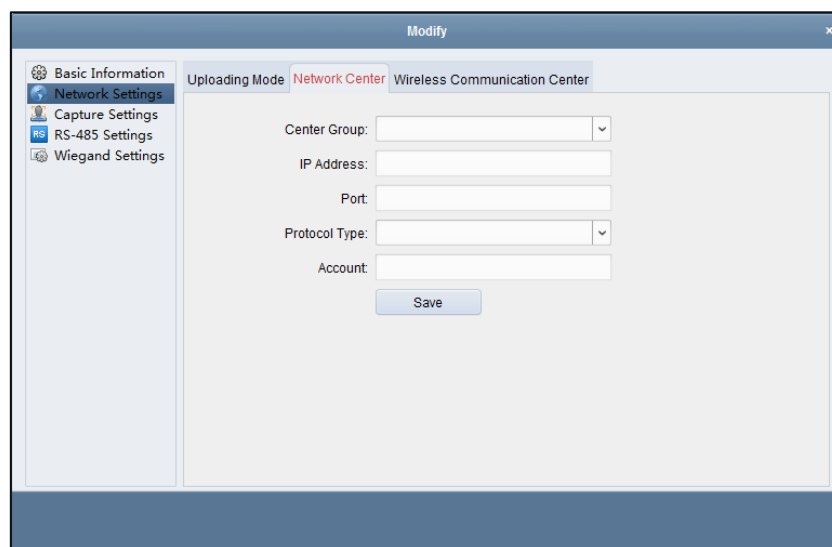 Modify
×
Basic Information
Network Settings
Capture Settings
RS RS-485 Settings
Wiegand Settings
Uploading Mode Network Center Wireless Communication Center
Center Group:
IP Address:
Port:
Protocol Type:
Account:
Save